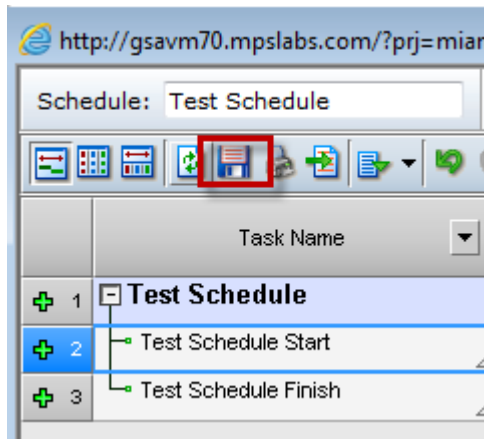 http://gsavm70.mpslabs.com/?prj=miar
Schedule: Test Schedule
Task Name
1 Test Schedule
2 Test Schedule Start
3 Test Schedule Finish